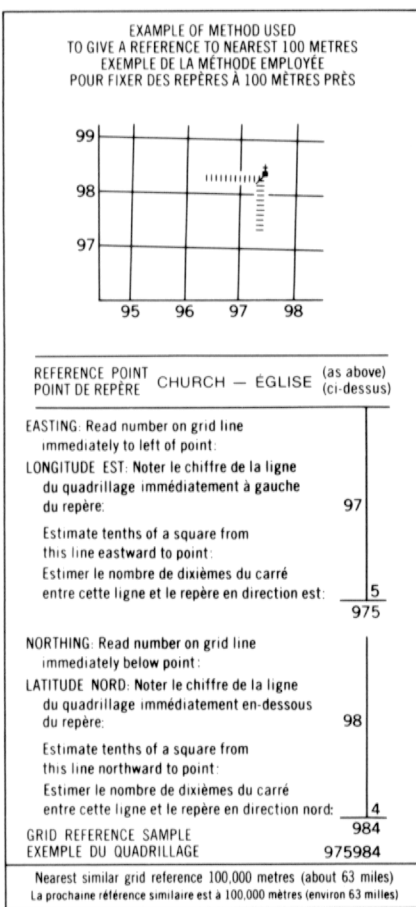 EXAMPLE OF METHOD USED
TO GIVE A REFERENCE TO NEAREST 100 METRES
EXEMPLE DE LA MÉTHODE EMPLOYÉE
POUR FIXER DES REPÈRES À 100 MÈTRES PRÈS
99
98
97
95 96 97 98
REFERENCE POINT
POINT DE REPÈRE
CHURCH — ÉGLISE
(as above)
(ci-dessus)
EASTING: Read number on grid line
immediately to left of point:
LONGITUDE EST: Noter le chiffre de la ligne
du quadrillage immédiatement à gauche
du repère: 97
Estimate tenths of a square from
this line eastward to point:
Estimer le nombre de dixièmes du carré
entre cette ligne et le repère en direction est: 5
975
NORTHING: Read number on grid line
immediately below point:
LATITUDE NORD: Noter le chiffre de la ligne
du quadrillage immédiatement en-dessous
du repère: 98
Estimate tenths of a square from
this line northward to point:
Estimer le nombre de dixièmes du carré
entre cette ligne et le repère en direction nord: 4
984
GRID REFERENCE SAMPLE
EXEMPLE DU QUADRILLAGE 975984
Nearest similar grid reference 100,000 metres (about 63 miles)
La prochaine référence similaire est à 100,000 mètres (environ 63 milles)